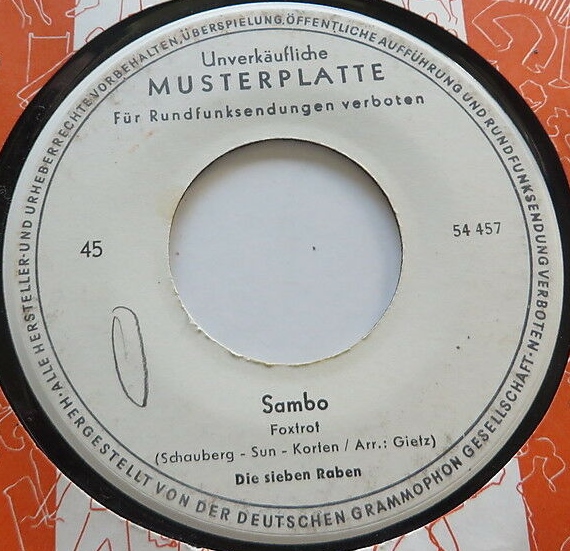 ALLE HERSTELLER- UND URHEBERRECHTE VORBEHALTEN, ÜBERSPIELUNG, ÖFFENTLICHE AUFFÜHRUNG UND RUNDFUNKSENDUNG VERBOTEN·
Unverkäufliche
MUSTERPLATTE
Für Rundfunksendungen verboten
45
54 457
Sambo
Foxtrot
(Schauberg - Sun - Korten / Arr.: Gietz)
Die sieben Raben
·HERGESTELLT VON DER DEUTSCHEN GRAMMOPHON GESELLSCHAFT·